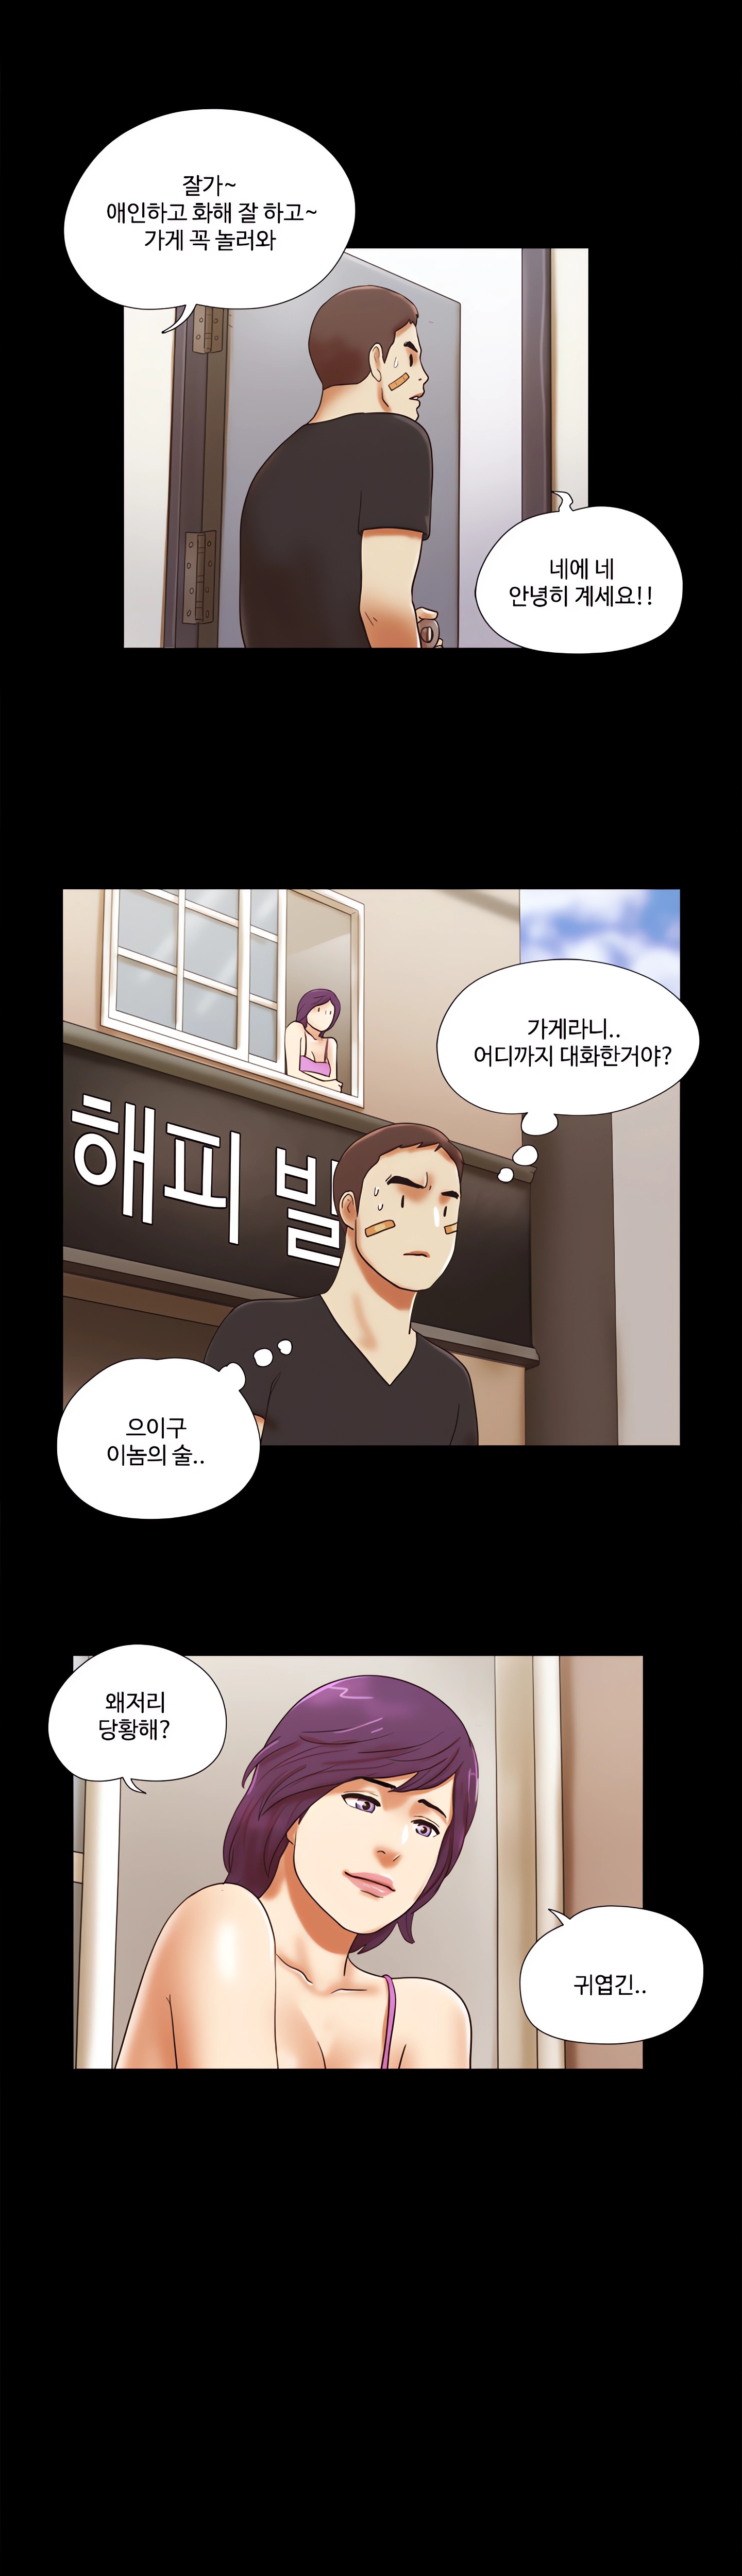 잘가~
애인하고 화해 잘 하고~
가게 꼭 놀러와
네에 네
안녕히 계세요!!
가게라니..
어디까지 대화한거야?
해피 빌
으이구
이놈의 술..
왜저리
당황해?
귀엽긴..